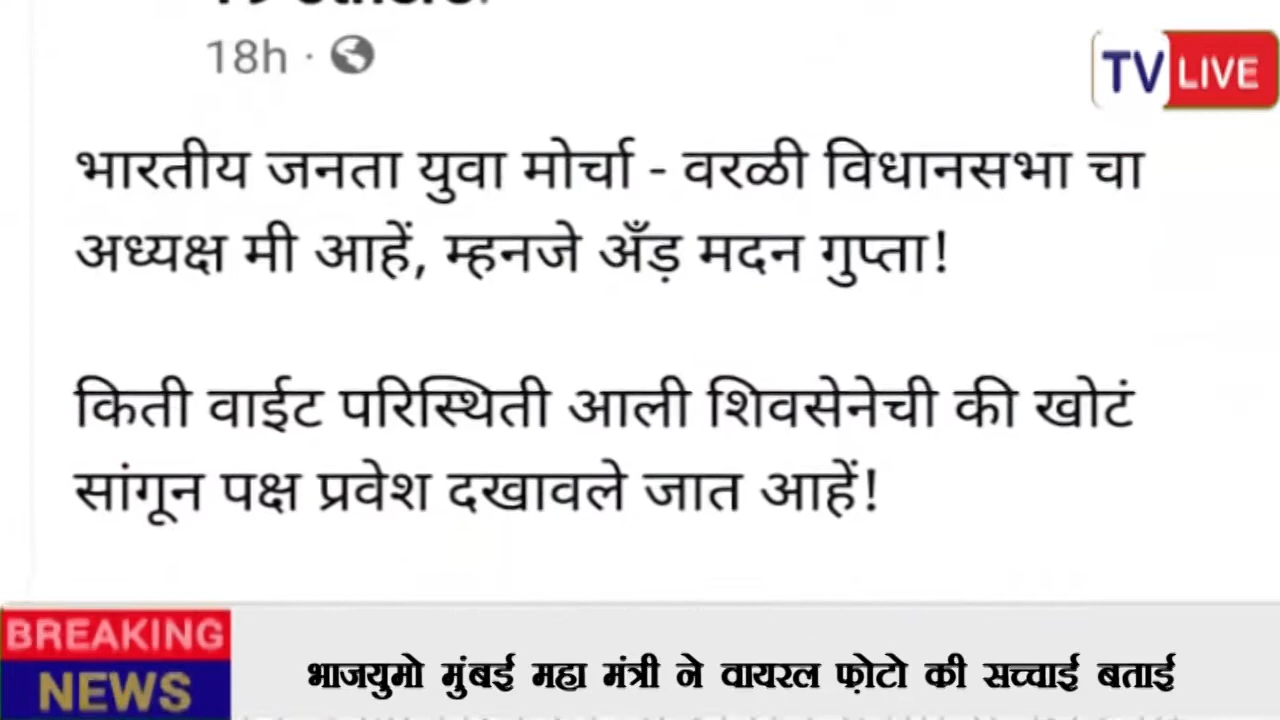 18h ·
TV LIVE
भारतीय जनता युवा मोर्चा - वरळी विधानसभा चा
अध्यक्ष मी आहें, म्हनजे अँड़ मदन गुप्ता!
किती वाईट परिस्थिती आली शिवसेनेची की खोटं
सांगून पक्ष प्रवेश दखावले जात आहें!
BREAKING
NEWS
भाजयुमो मुंबई महा मंत्री ने वायरल फ़ोटो की सच्चाई बताई